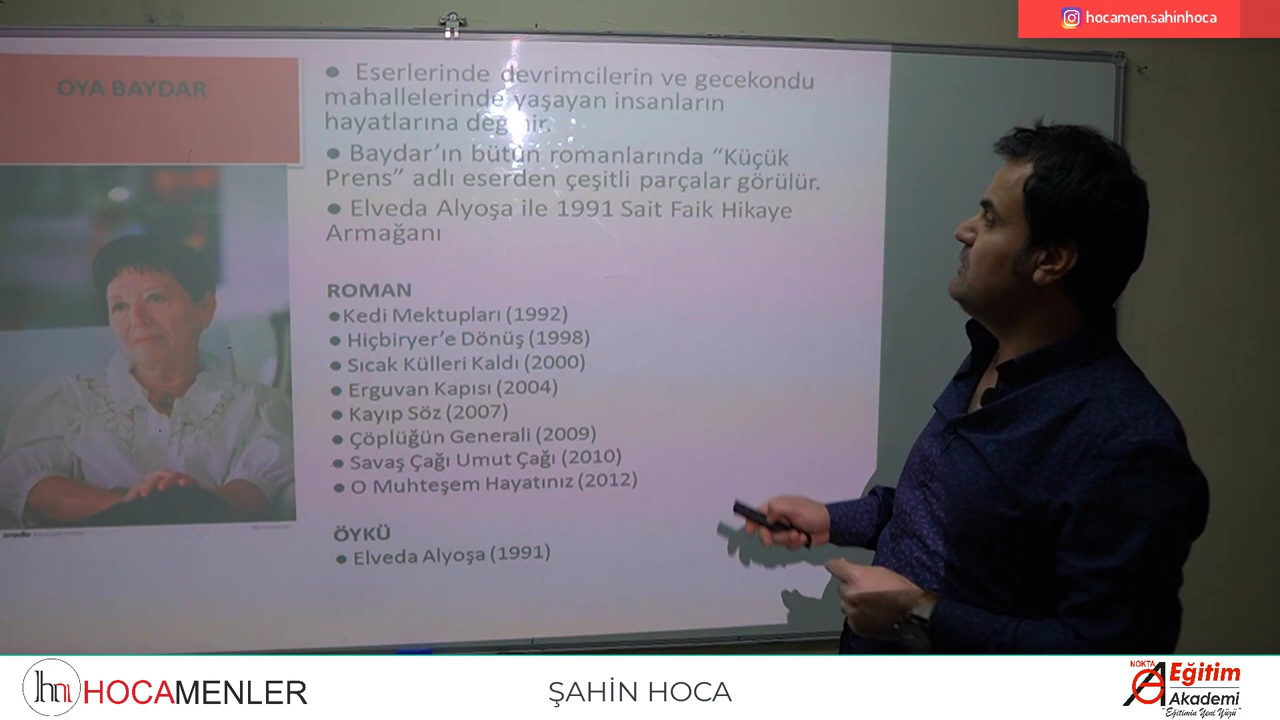 hocamen.sahinhoca
OYA BAYDAR
● Eserlerinde devrimcilerin ve gecekondu
mahallelerinde yaşayan insanların
hayatlarına değinir.
● Baydar’ın bütün romanlarında “Küçük
Prens” adlı eserden çeşitli parçalar görülür.
● Elveda Alyoşa ile 1991 Sait Faik Hikaye
Armağanı
ROMAN
● Kedi Mektupları (1992)
● Hiçbiryer’e Dönüş (1998)
● Sıcak Külleri Kaldı (2000)
● Erguvan Kapısı (2004)
● Kayıp Söz (2007)
● Çöplüğün Generali (2009)
● Savaş Çağı Umut Çağı (2010)
● O Muhteşem Hayatınız (2012)
ÖYKÜ
● Elveda Alyoşa (1991)
hm HOCAMENLER
ŞAHİN HOCA
NOKTA
A Eğitim
Akademi
"Eğitimin Yeni Yüzü"